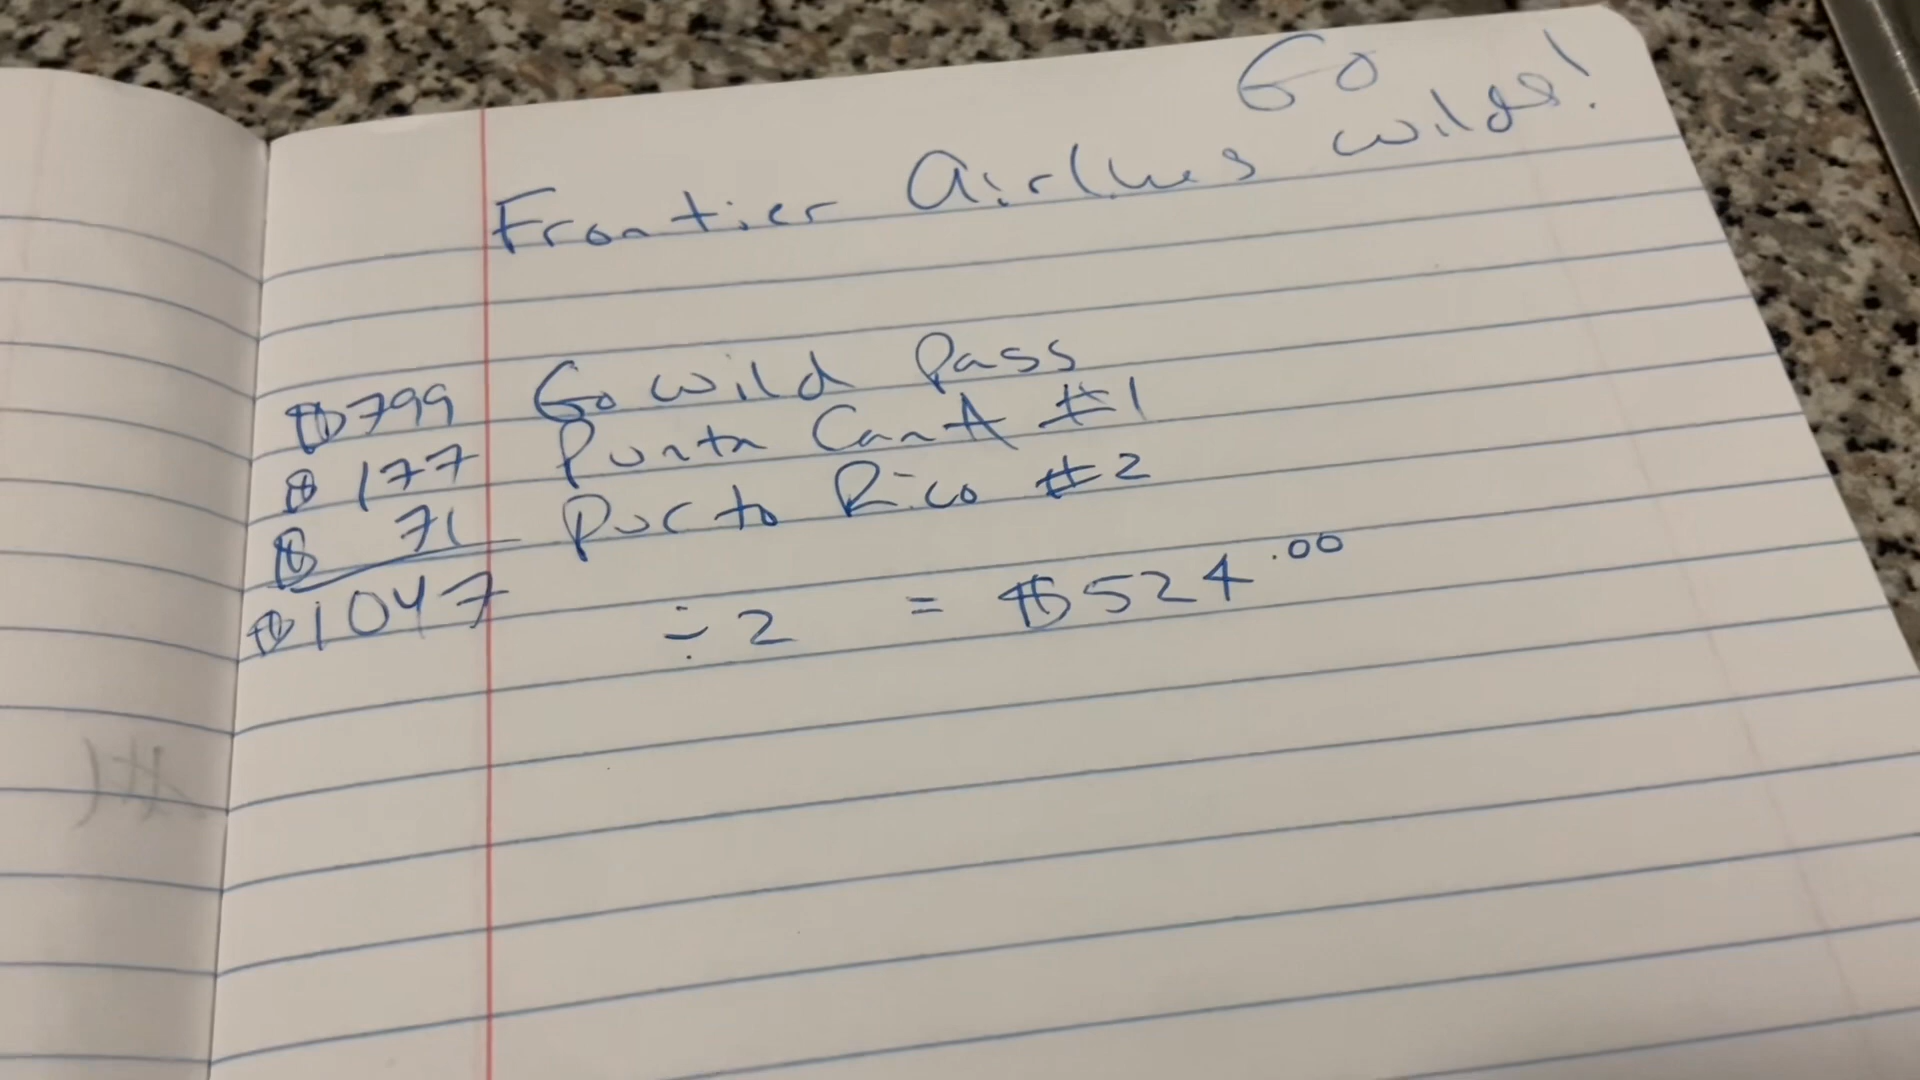 Go
Frontier Airlines Wilds!
$799 Go Wild Pass
$177 Punta CanA #1
$ 71 Puerto Rico #2
$1047 ÷ 2 = $524.00